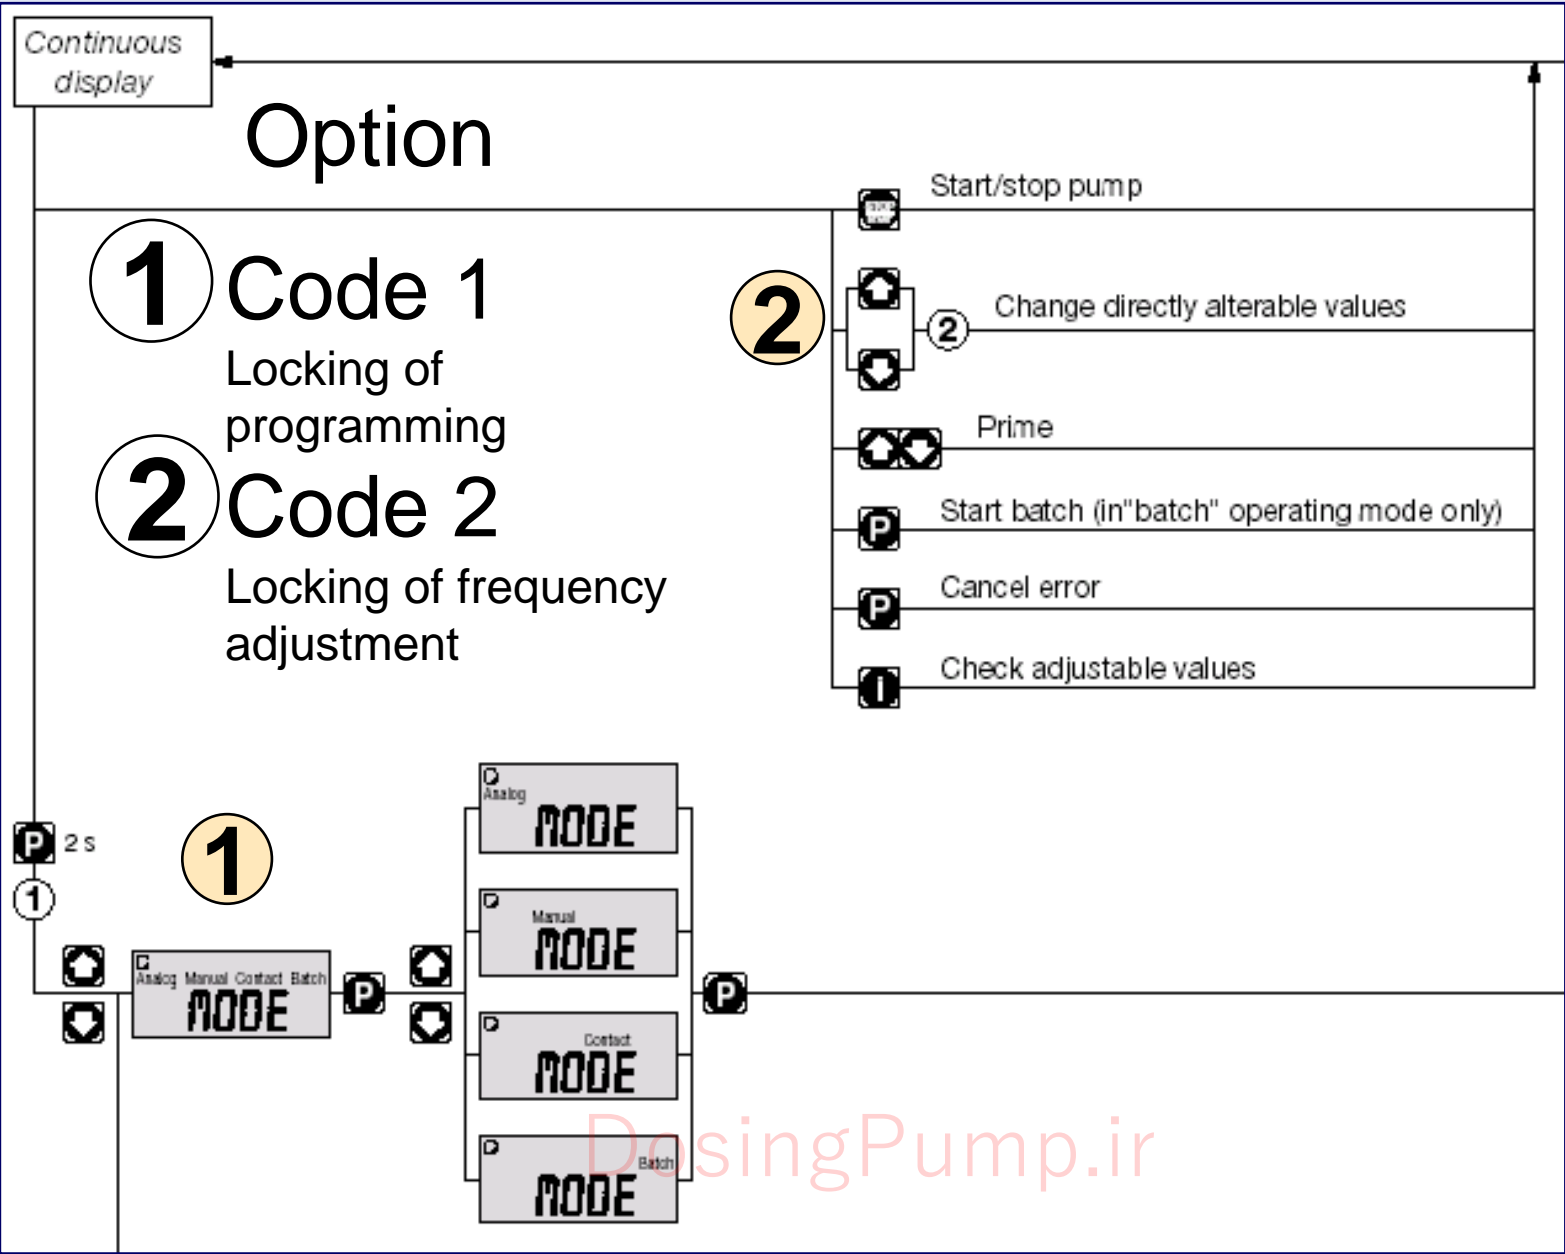 Continuous
display
Option
Start/stop pump
1 Code 1
2
2 Change directly alterable values
Locking of
programming
Prime
2 Code 2
P Start batch (in"batch" operating mode only)
Locking of frequency
adjustment
P Cancel error
i Check adjustable values
Analog
MODE
P 2 s
1
1
Manual
MODE
Analog Manual Contact Batch
MODE
P
P
Contact
MODE
Batch
MODE
DosingPump.ir